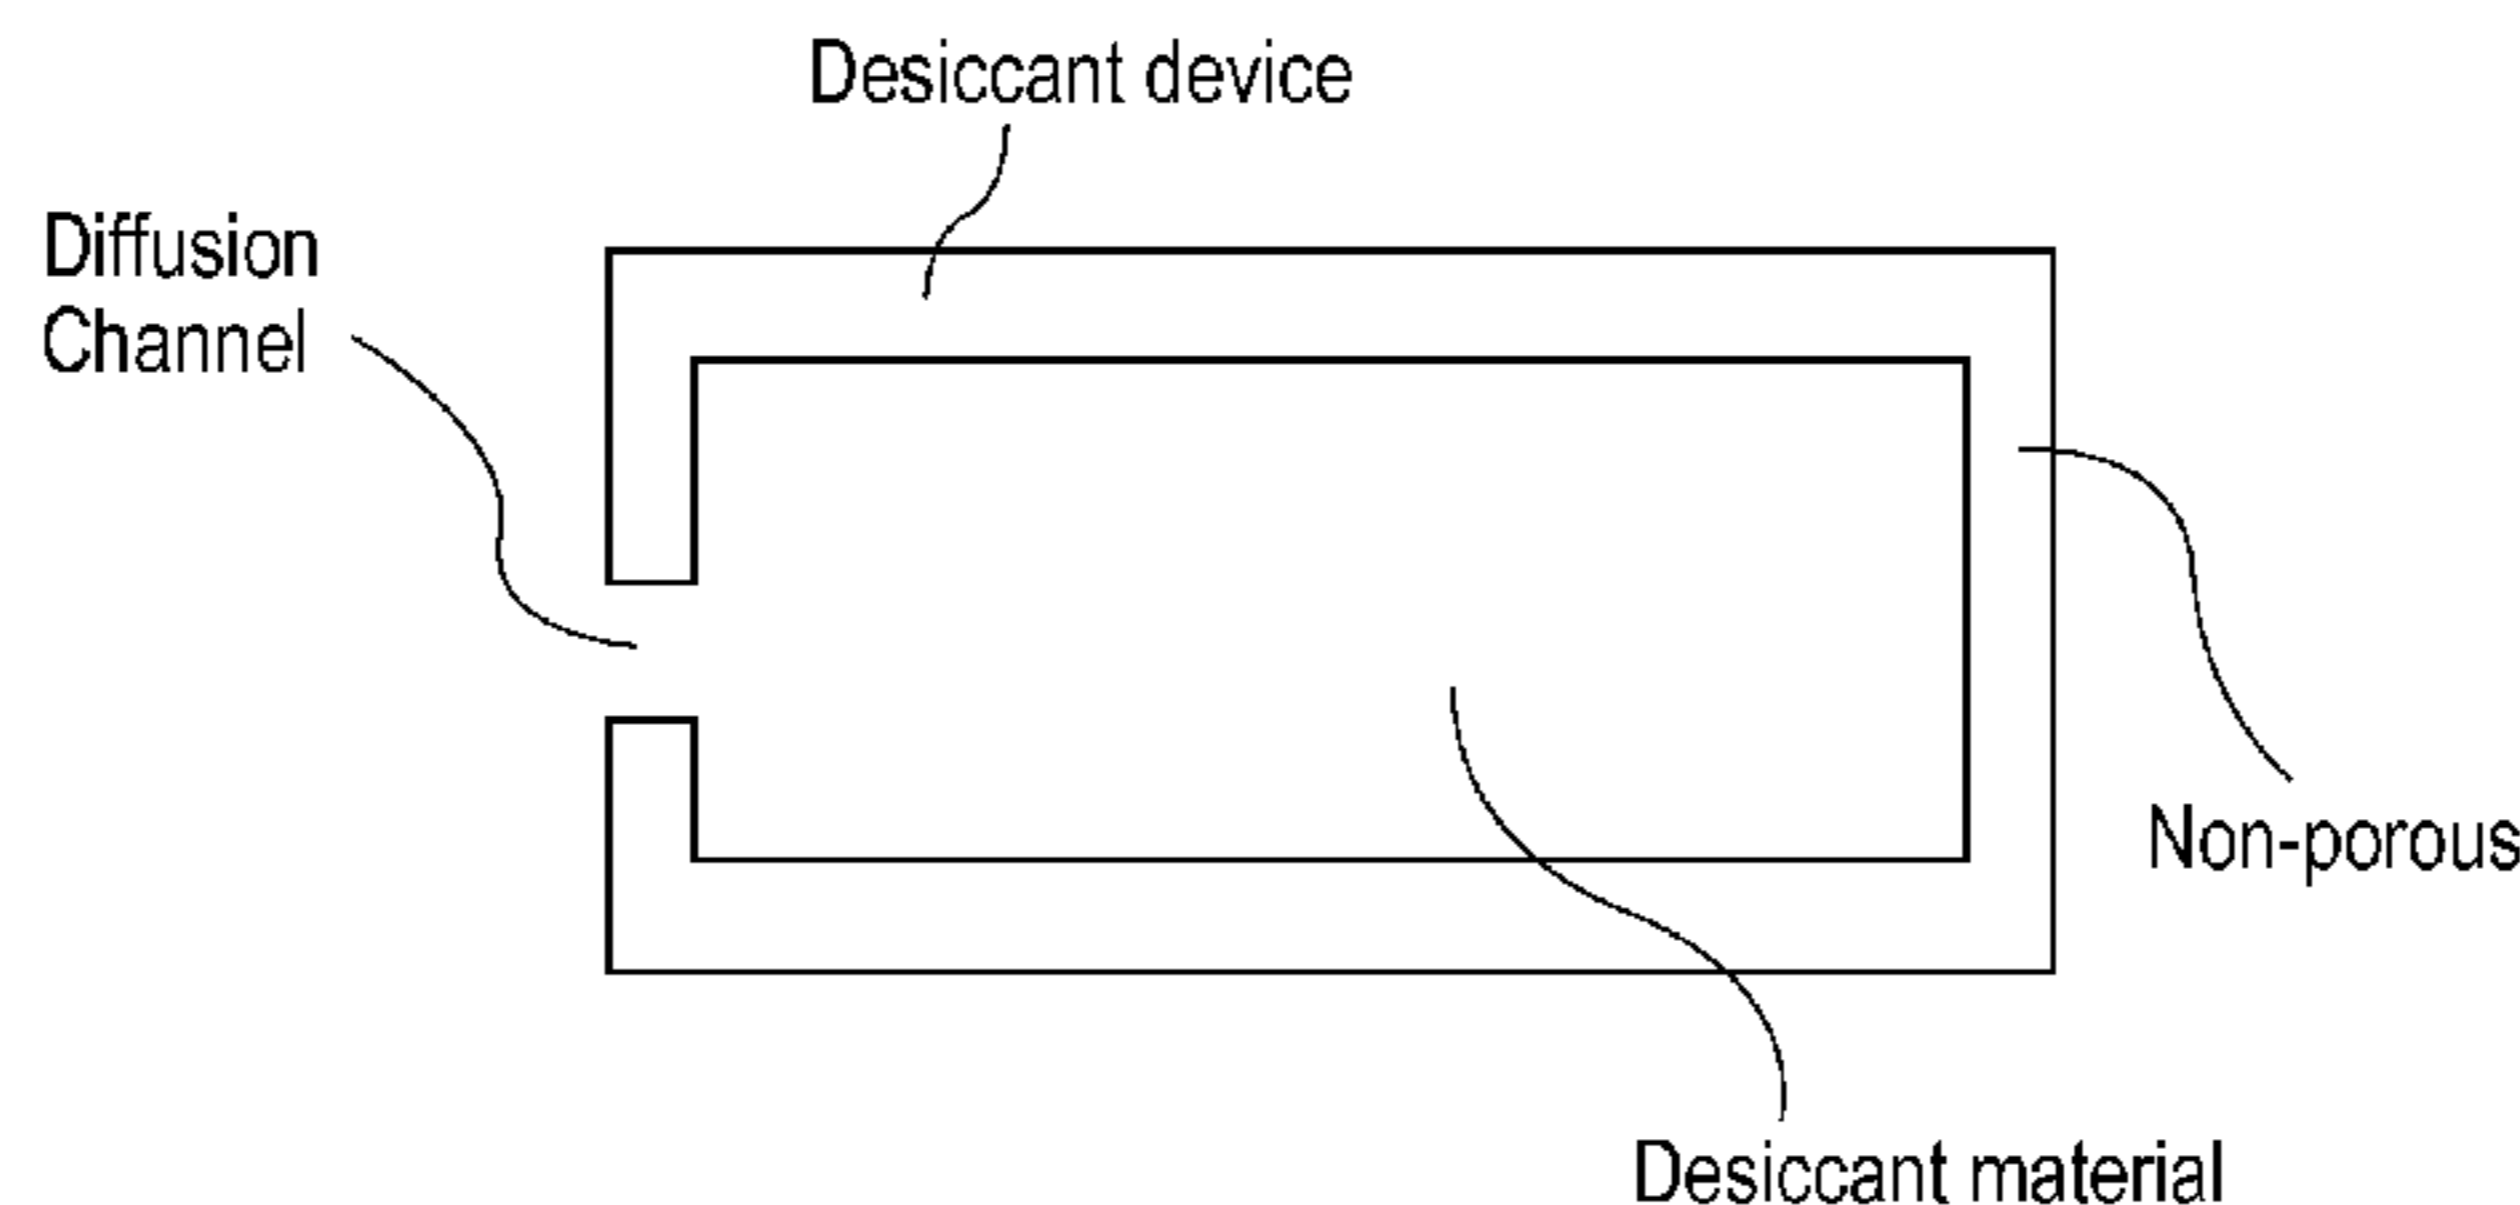 Desiccant device
Diffusion
Channel
Non-porous
Desiccant material